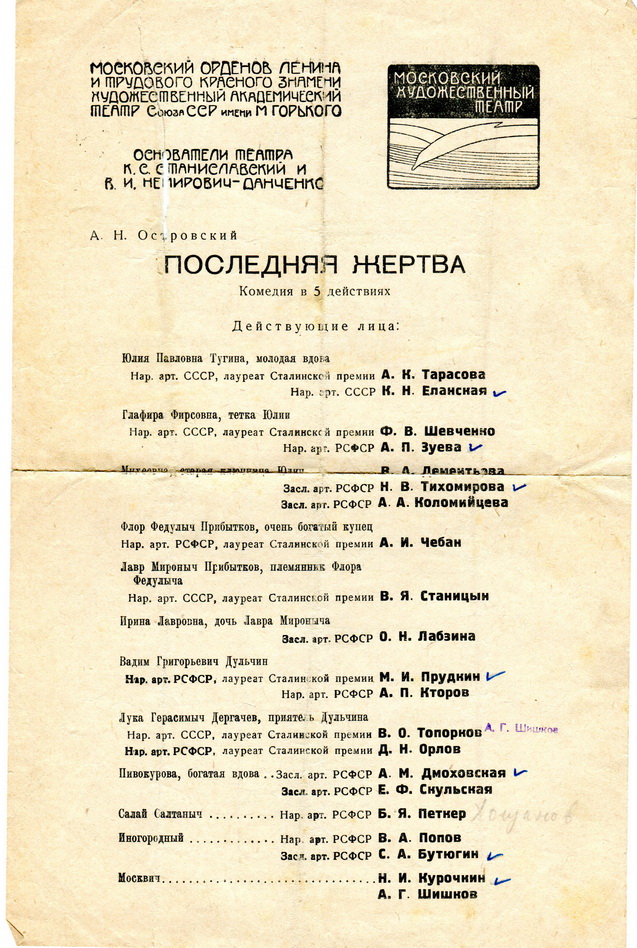 МОСКОВСКИЙ ОРДЕНОВ ЛЕНИНА
И ТРУДОВОГО КРАСНОГО ЗНАМЕНИ
ХУДОЖЕСТВЕННЫЙ АКАДЕМИЧЕСКИЙ
ТЕАТР СОЮЗА ССР ИМЕНИ М ГОРЬКОГО
МОСКОВСКИЙ
ХУДОЖЕСТВЕННЫЙ
ТЕАТР
ОСНОВАТЕЛИ ТЕАТРА
К. С. СТАНИСЛАВСКИЙ И
В. И. НЕМИРОВИЧ-ДАНЧЕНКО
А. Н. Островский
ПОСЛЕДНЯЯ ЖЕРТВА
Комедия в 5 действиях
Действующие лица:
Юлия Павловна Тугина, молодая вдова
Нар. арт. СССР, лауреат Сталинской премии А. К. Тарасова
Нар. арт. СССР К. Н. Еланская
Глафира Фирсовна, тетка Юлии
Нар. арт. СССР, лауреат Сталинской премии Ф. В. Шевченко
Нар. арт. РСФСР А. П. Зуева
Михевна, старая ключница Юлии В. А. Дементьева
Засл. арт. РСФСР Н. В. Тихомирова
Засл. арт. РСФСР А. А. Коломийцева
Флор Федулыч Прибытков, очень богатый купец
Нар. арт. РСФСР, лауреат Сталинской премии А. И. Чебан
Лавр Мироныч Прибытков, племянник Флора
Федулыча
Нар. арт. СССР, лауреат Сталинской премии В. Я. Станицын
Ирина Лавровна, дочь Лавра Мироныча
Засл. арт. РСФСР О. Н. Лабзина
Вадим Григорьевич Дульчин
Нар. арт. РСФСР, лауреат Сталинской премии М. И. Прудкин
Нар. арт. РСФСР А. П. Кторов
Лука Герасимыч Дергачев, приятель Дульчина
Нар. арт. СССР, лауреат Сталинской премии В. О. Топорков А. Г. Шишков
Нар. арт. РСФСР, лауреат Сталинской премии Д. Н. Орлов
Пивокурова, богатая вдова . . Засл. арт. РСФСР А. М. Дмоховская
Засл. арт. РСФСР Е. Ф. Скульская
Салай Салтаныч . . . . . . . . . . Нар. арт. РСФСР Б. Я. Петкер
Иногородный . . . . . . . . . . . . . Нар. арт. РСФСР В. А. Попов
Засл. арт. РСФСР С. А. Бутюгин
Москвич. . . . . . . . . . . . . . . . . . . . . . . . . . . . . . . . Н. И. Курочкин
А. Г. Шишков